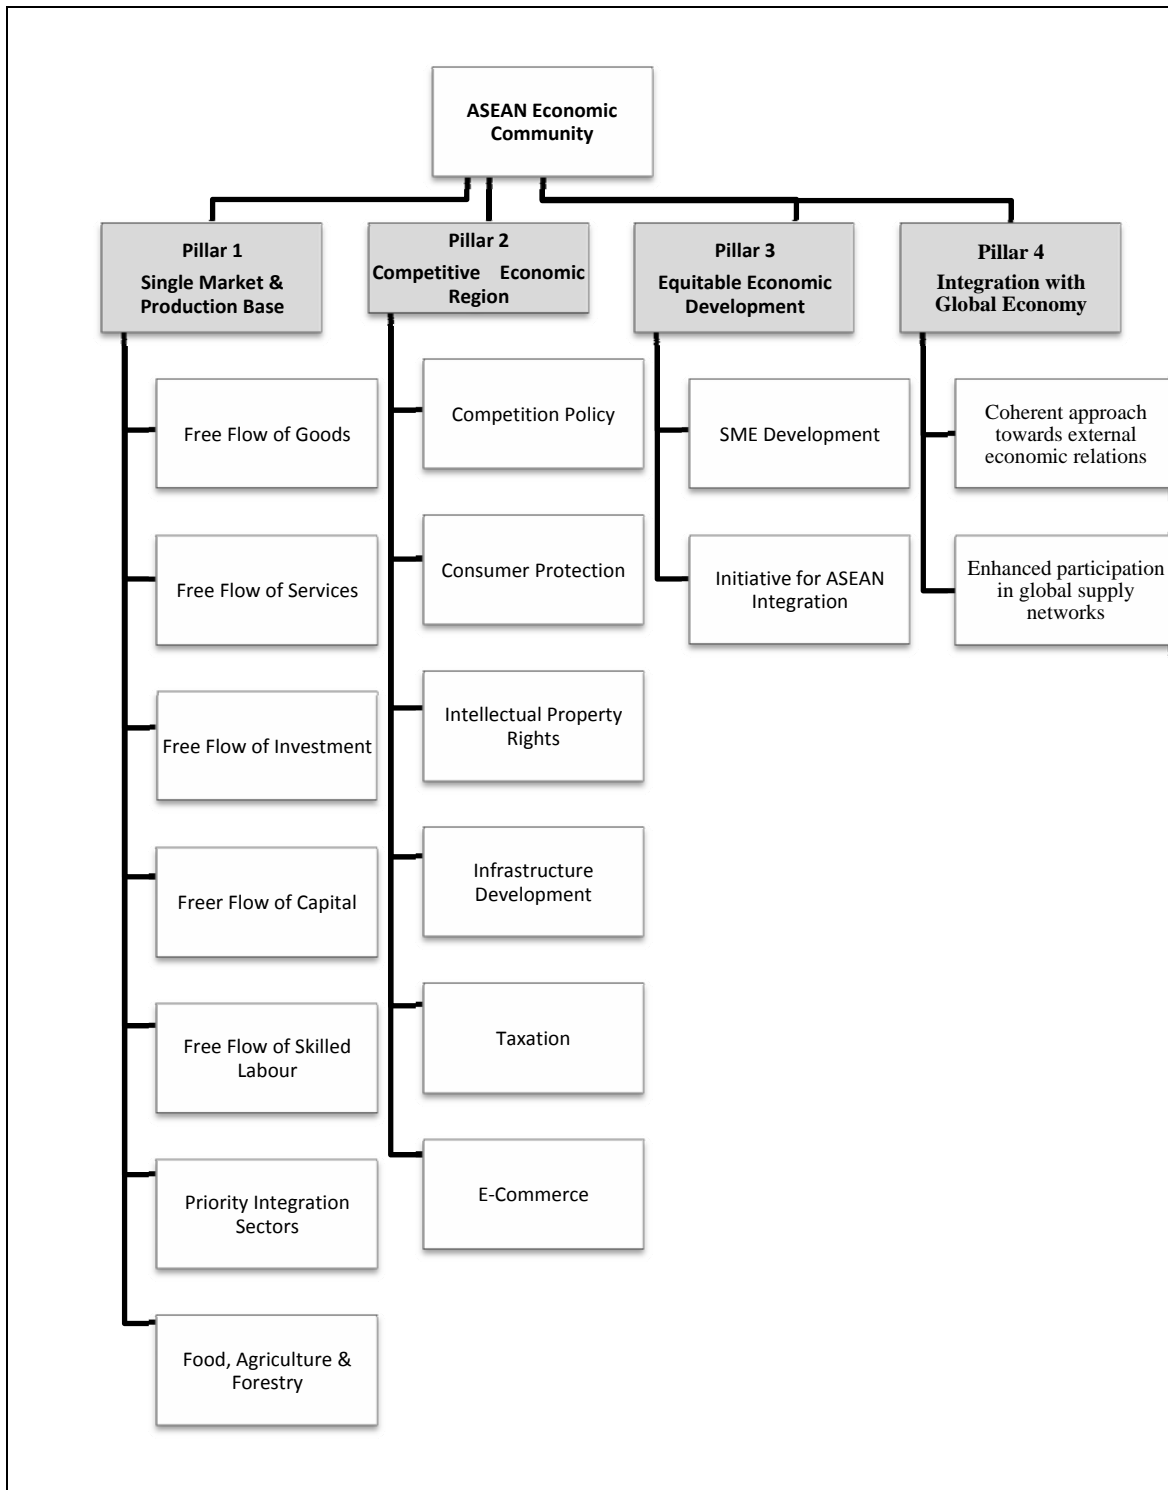 ASEAN Economic
Community
Pillar 1
Single Market &
Production Base
Free Flow of Goods
Free Flow of Services
Free Flow of Investment
Freer Flow of Capital
Free Flow of Skilled
Labour
Priority Integration
Sectors
Food, Agriculture &
Forestry
Pillar 2
Competitive Economic
Region
Competition Policy
Consumer Protection
Intellectual Property
Rights
Infrastructure
Development
Taxation
E-Commerce
Pillar 3
Equitable Economic
Development
SME Development
Initiative for ASEAN
Integration
Pillar 4
Integration with
Global Economy
Coherent approach
towards external
economic relations
Enhanced participation
in global supply
networks